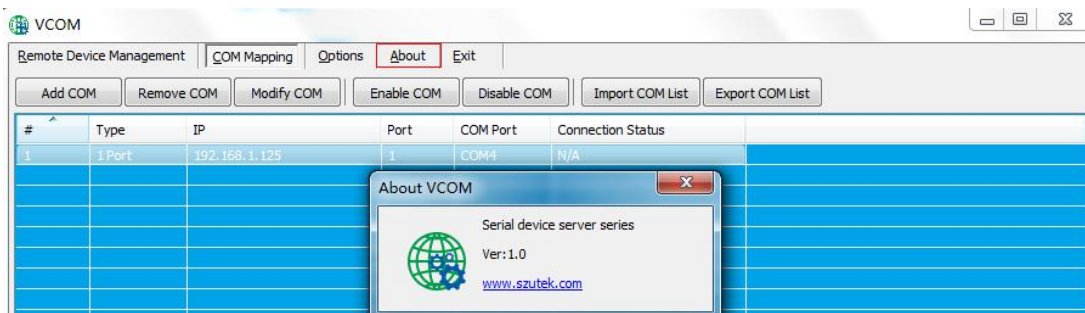 VCOM
Remote Device Management COM Mapping Options About Exit
Add COM Remove COM Modify COM Enable COM Disable COM Import COM List Export COM List
# Type IP Port COM Port Connection Status
1 1 Port 192.168.1.125 1 COM4 N/A
About VCOM
Serial device server series
Ver:1.0
www.szutek.com